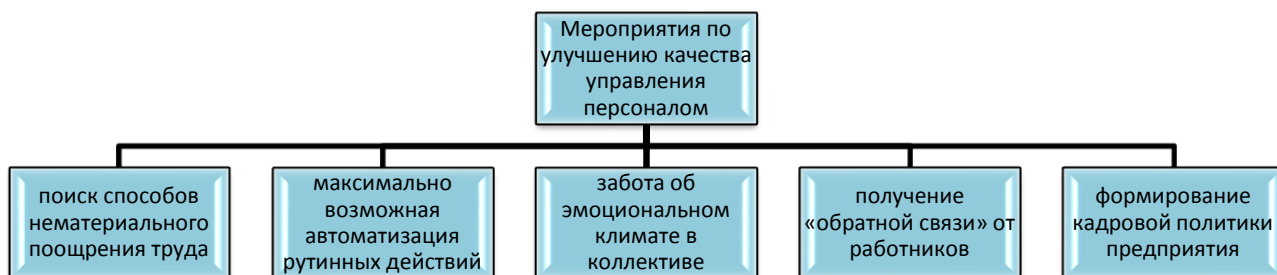 Мероприятия по
улучшению качества
управления
персоналом
поиск способов
нематериального
поощрения труда
максимально
возможная
автоматизация
рутинных действий
забота об
эмоциональном
климате в
коллективе
получение
«обратной связи» от
работников
формирование
кадровой политики
предприятия